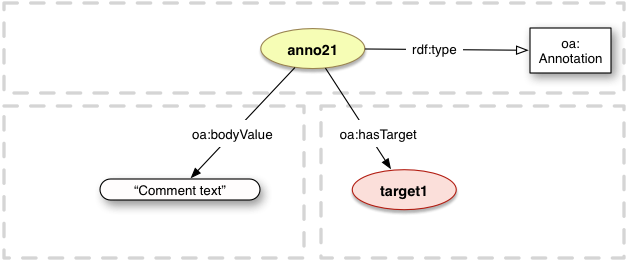 anno21
rdf:type
oa:
Annotation
oa:bodyValue
oa:hasTarget
“Comment text”
target1